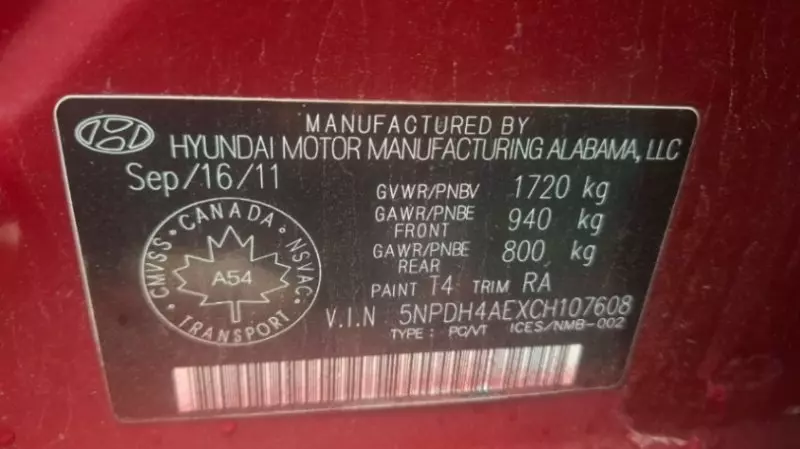 MANUFACTURED BY
HYUNDAI MOTOR MANUFACTURING ALABAMA, LLC
Sep/16/11
GVWR/PNBV 1720 kg
GAWR/PNBE FRONT 940 kg
GAWR/PNBE REAR 800 kg
PAINT T4 TRIM RA
V.I.N 5NPDH4AEXCH107608
TYPE : PC/VT ICES/NMB-002
CMVSS CANADA NSVAC
A54
TRANSPORT